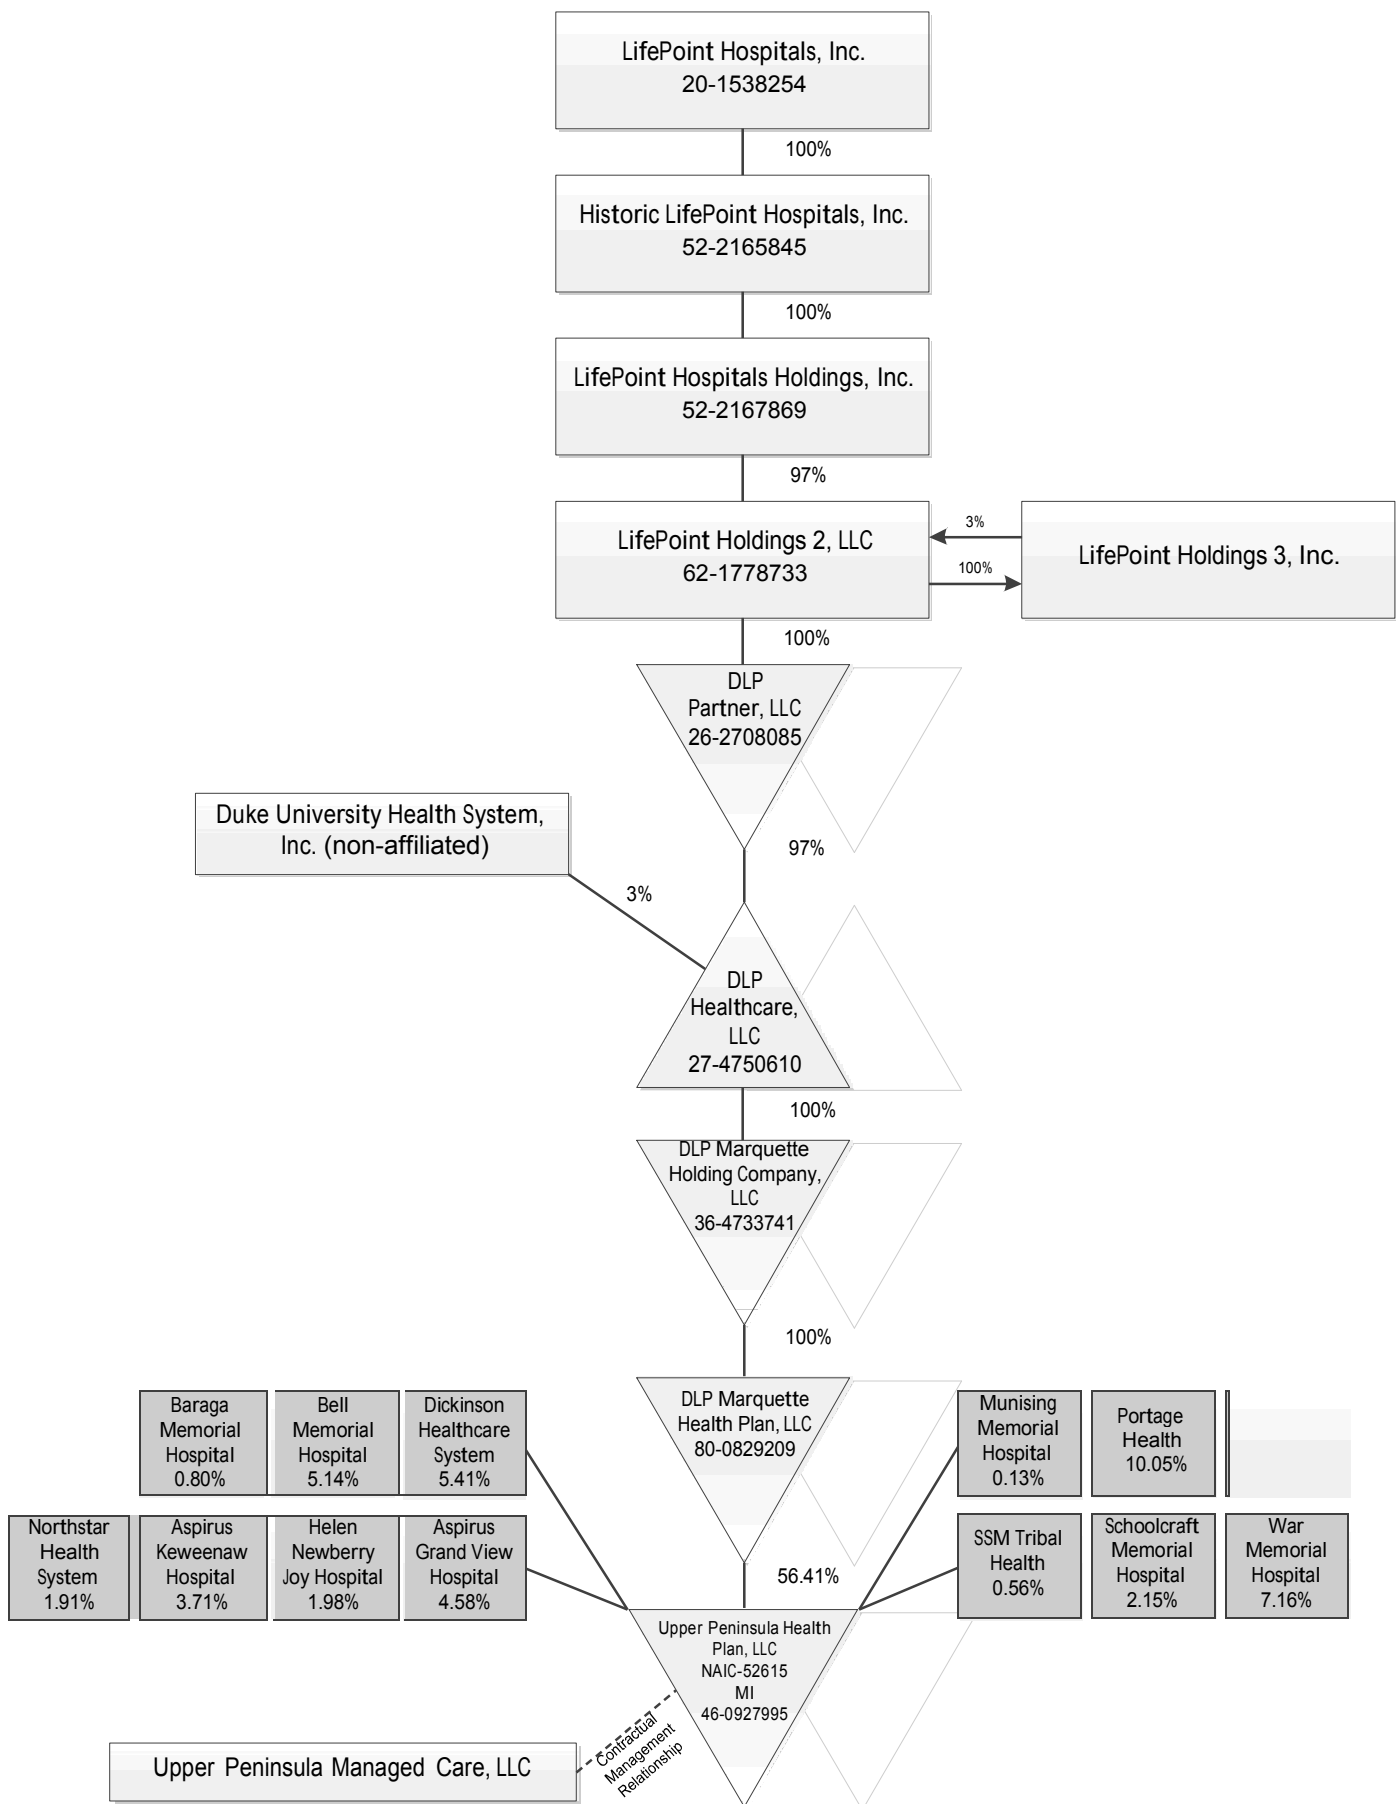 LifePoint Hospitals, Inc.
20-1538254
100%
Historic LifePoint Hospitals, Inc.
52-2165845
100%
LifePoint Hospitals Holdings, Inc.
52-2167869
97%
LifePoint Holdings 2, LLC
62-1778733
3%
100%
LifePoint Holdings 3, Inc.
100%
DLP
Partner, LLC
26-2708085
97%
Duke University Health System,
Inc. (non-affiliated)
3%
DLP
Healthcare,
LLC
27-4750610
100%
DLP Marquette
Holding Company,
LLC
36-4733741
100%
DLP Marquette
Health Plan, LLC
80-0829209
56.41%
Baraga
Memorial
Hospital
0.80%
Bell
Memorial
Hospital
5.14%
Dickinson
Healthcare
System
5.41%
Munising
Memorial
Hospital
0.13%
Portage
Health
10.05%
Northstar
Health
System
1.91%
Aspirus
Keweenaw
Hospital
3.71%
Helen
Newberry
Joy Hospital
1.98%
Aspirus
Grand View
Hospital
4.58%
SSM Tribal
Health
0.56%
Schoolcraft
Memorial
Hospital
2.15%
War
Memorial
Hospital
7.16%
Upper Peninsula Health
Plan, LLC
NAIC-52615
MI
46-0927995
Contractual
Management
Relationship
Upper Peninsula Managed Care, LLC